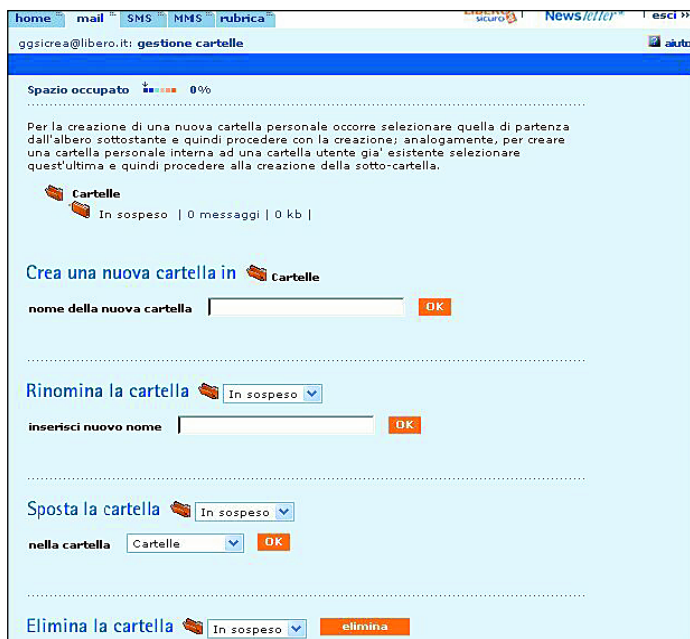 home mail SMS MMS rubrica LIBERO sicuro Newsletter esci »
ggsicrea@libero.it: gestione cartelle aiuto
Spazio occupato 0%
Per la creazione di una nuova cartella personale occorre selezionare quella di partenza
dall'albero sottostante e quindi procedere con la creazione; analogamente, per creare
una cartella personale interna ad una cartella utente gia' esistente selezionare
quest'ultima e quindi procedere alla creazione della sotto-cartella.
Cartelle
In sospeso | 0 messaggi | 0 kb |
Crea una nuova cartella in Cartelle
nome della nuova cartella OK
Rinomina la cartella In sospeso
inserisci nuovo nome OK
Sposta la cartella In sospeso
nella cartella Cartelle OK
Elimina la cartella In sospeso elimina